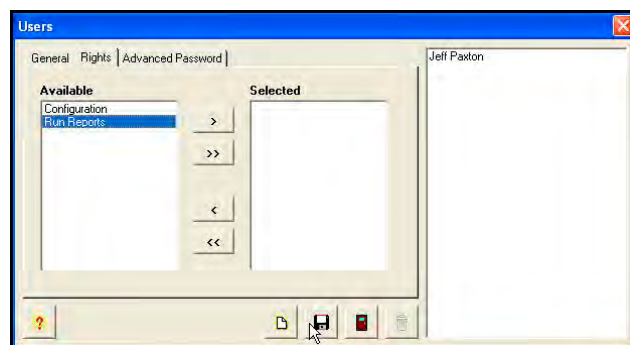 Users
General Rights Advanced Password
Jeff Paxton
Available Selected
Configuration
Run Reports
>
>>
<
<<
?